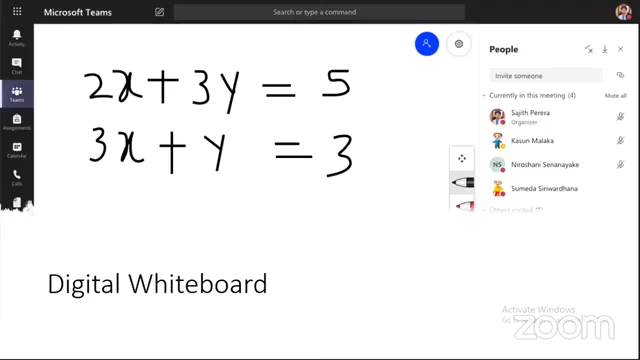 Microsoft Teams
Search or type a command
Activity
Chat
Teams
Assignments
Calendar
Calls
2x + 3y = 5
3x + y = 3
People
Invite someone
Currently in this meeting (4)
Mute all
Sajith Perera
Organizer
Kasun Malaka
NS
Niroshani Senanayake
Sumeda Siriwardhana
Digital Whiteboard
Activate Windows
zoom